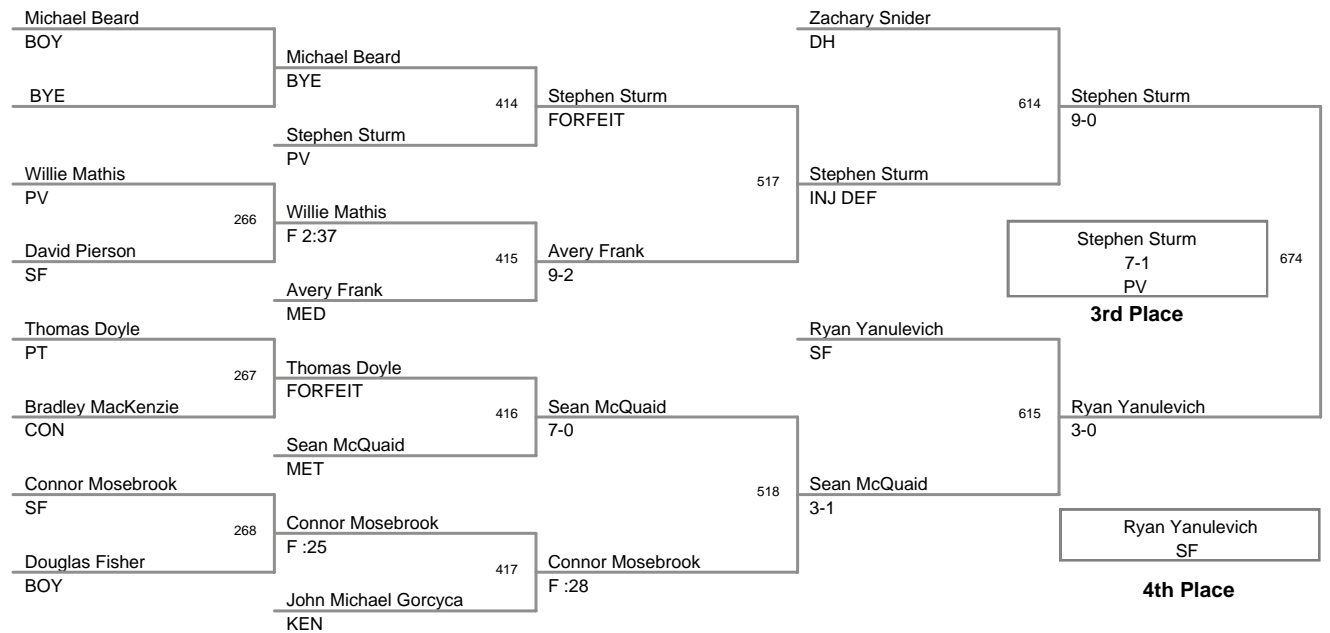 Michael Beard
BOY
BYE
Willie Mathis
PV
266
David Pierson
SF
Thomas Doyle
PT
267
Bradley MacKenzie
CON
Connor Mosebrook
SF
268
Douglas Fisher
BOY
Michael Beard
BYE
414
Stephen Sturm
PV
Willie Mathis
F 2:37
415
Avery Frank
MED
Thomas Doyle
FORFEIT
416
Sean McQuaid
MET
Connor Mosebrook
F :25
417
John Michael Gorcyca
KEN
Stephen Sturm
FORFEIT
517
Avery Frank
9-2
Sean McQuaid
7-0
518
Connor Mosebrook
F :28
Zachary Snider
DH
614
Stephen Sturm
INJ DEF
Ryan Yanulevich
SF
615
Sean McQuaid
3-1
Stephen Sturm
9-0
674
Ryan Yanulevich
3-0
Stephen Sturm
7-1
PV
3rd Place
Ryan Yanulevich
SF
4th Place